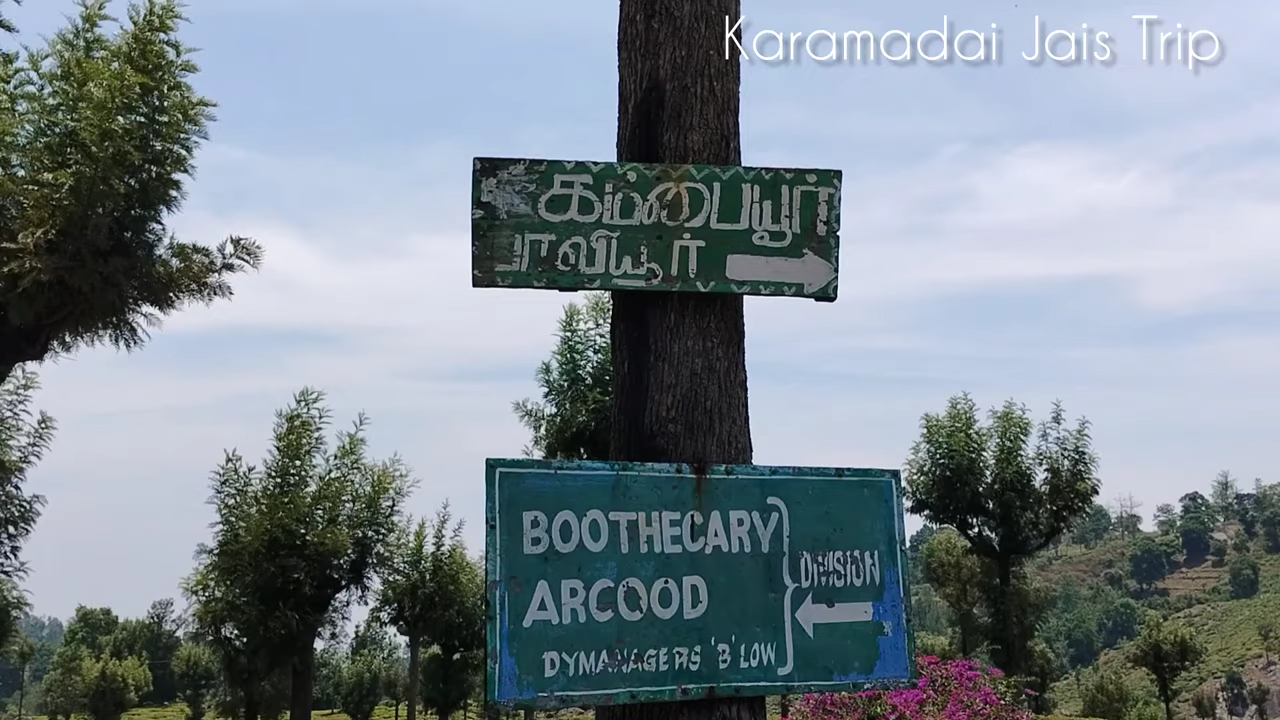 Karamadai Jais Trip
கம்பையூர்
பாவியூர்
BOOTHECARY
ARCOOD
DIVISION
DYMANAGERS 'B' LOW